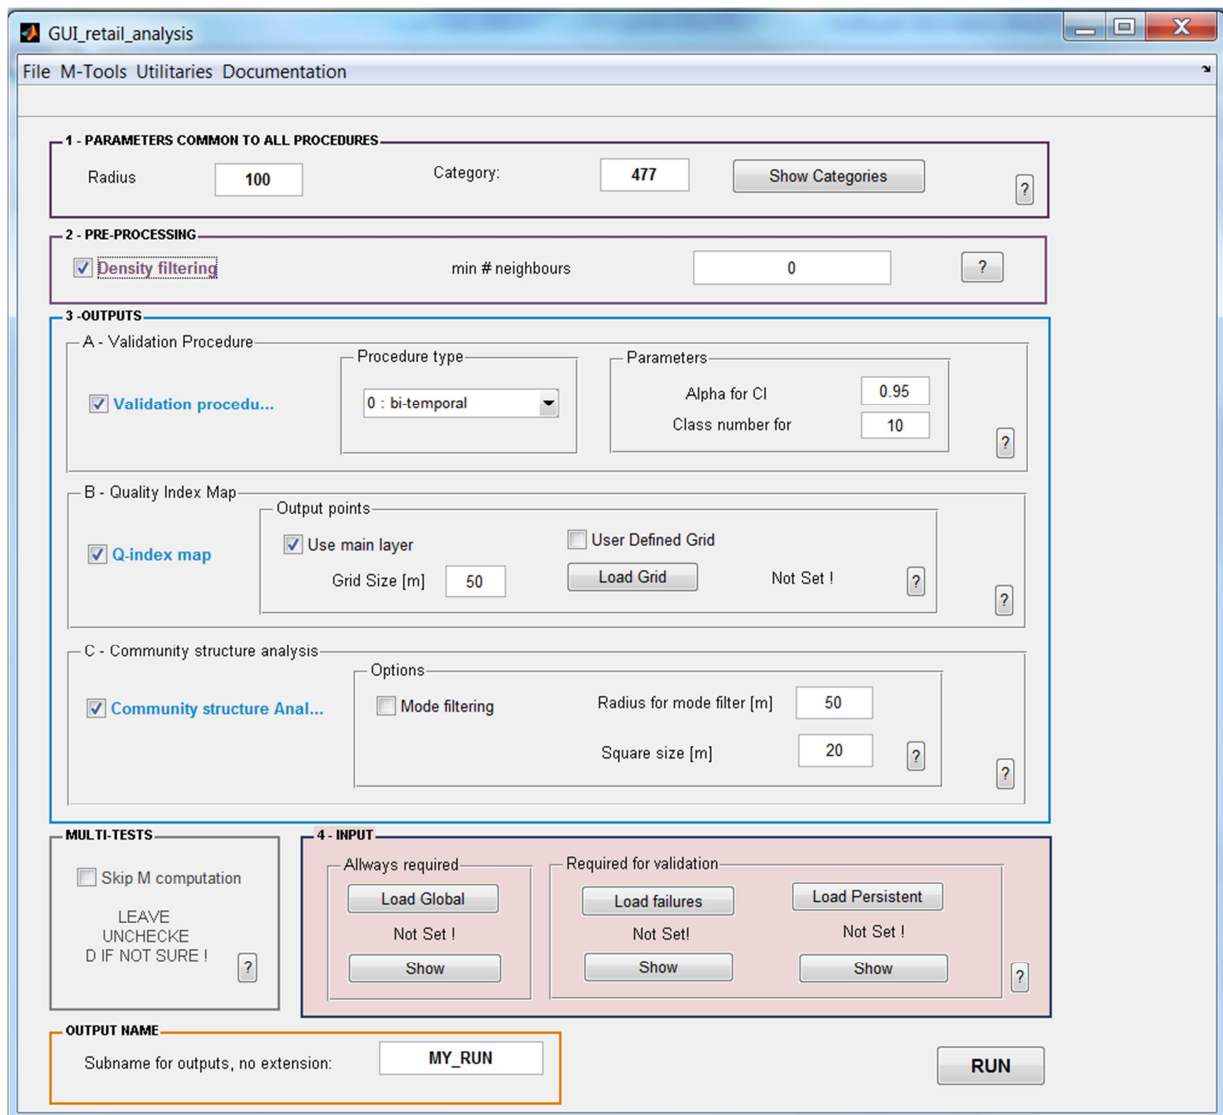 GUI_retail_analysis
File M-Tools Utilitaries Documentation
1 - PARAMETERS COMMON TO ALL PROCEDURES
Radius 100 Category: 477 Show Categories ?
2 - PRE-PROCESSING
Density filtering min # neighbours 0 ?
3 -OUTPUTS
A - Validation Procedure
Procedure type Parameters
Validation procedu... 0 : bi-temporal Alpha for CI 0.95
Class number for 10 ?
B - Quality Index Map
Output points
Q-index map Use main layer User Defined Grid
Grid Size [m] 50 Load Grid Not Set ! ?
?
C - Community structure analysis
Options
Community structure Anal... Mode filtering Radius for mode filter [m] 50
Square size [m] 20 ?
?
MULTI-TESTS
Skip M computation
LEAVE
UNCHECKE
D IF NOT SURE !
?
4 - INPUT
Allways required
Load Global
Not Set !
Show
Required for validation
Load failures
Not Set!
Show
Load Persistent
Not Set !
Show
?
OUTPUT NAME
Subname for outputs, no extension: MY_RUN
RUN